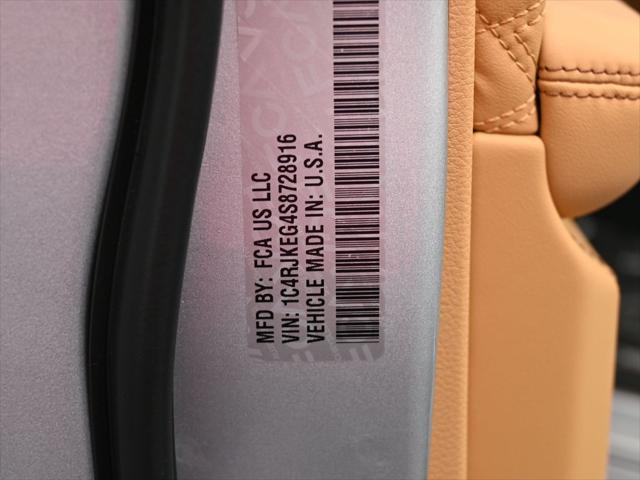 MFD BY: FCA US LLC
VIN: 1C4RJKEG4S8728916
VEHICLE MADE IN: U.S.A.